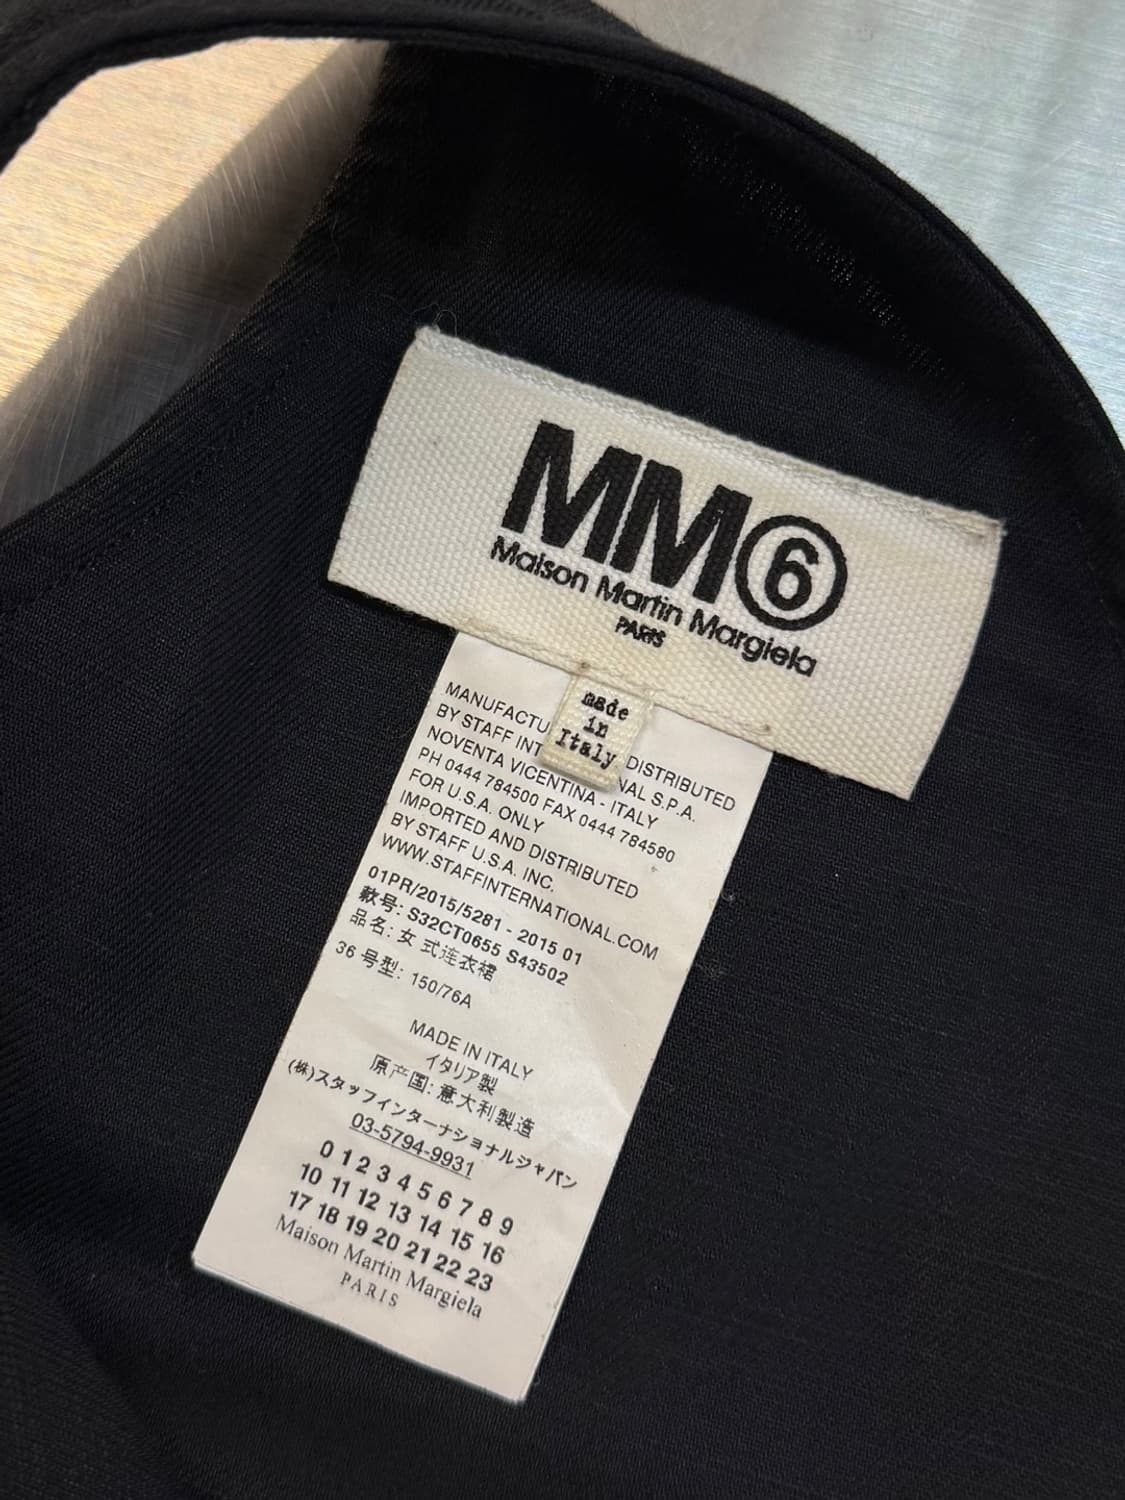 MM6
Maison Martin Margiela
PARIS
made
in
Italy
MANUFACTU DISTRIBUTED
BY STAFF INT NAL S.P.A.
NOVENTA VICENTINA - ITALY
PH 0444 784500 FAX 0444 784580
FOR U.S.A. ONLY
IMPORTED AND DISTRIBUTED
BY STAFF U.S.A. INC.
WWW.STAFFINTERNATIONAL.COM
01PR/2015/5281 - 2015 01
款号: S32CT0655 S43502
品名: 女 式连衣裙
36 号型: 150/76A
MADE IN ITALY
イタリア製
原产国: 意大利製造
(株)スタッフインターナショナルジャパン
03-5794-9931
0 1 2 3 4 5 6 7 8 9
10 11 12 13 14 15 16
17 18 19 20 21 22 23
Maison Martin Margiela
PARIS